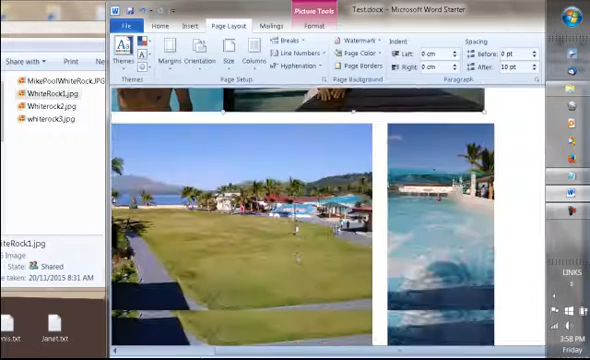 Picture Tools
Test.docx - Microsoft Word Starter
File Home Insert Page Layout Mailings Format
Themes Margins Orientation Size Columns
Breaks
Line Numbers
Hyphenation
Page Setup
Watermark
Page Color
Page Borders
Page Background
Indent
Left: 0 cm
Right: 0 cm
Spacing
Before: 0 pt
After: 10 pt
Paragraph
Themes
Share with Print
MikePoolWhiteRock.JPG
WhiteRock1.jpg
Whiterock2.jpg
whiterock3.jpg
iteRock1.jpg
Image
State: Shared
taken: 20/11/2015 8:31 AM
nis.txt
Janet.txt
LINKS
3:58 PM
Friday